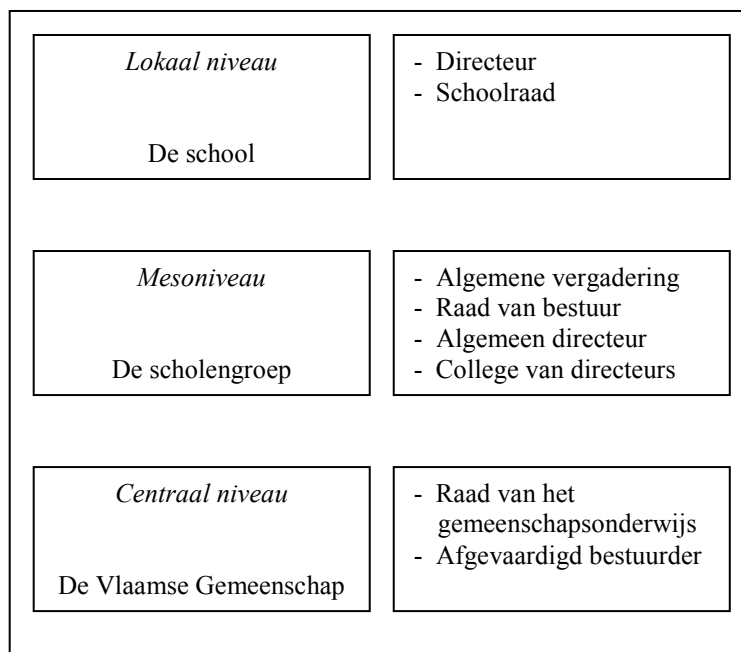 Lokaal niveau
De school
- Directeur
- Schoolraad
Mesoniveau
De scholengroep
- Algemene vergadering
- Raad van bestuur
- Algemeen directeur
- College van directeurs
Centraal niveau
De Vlaamse Gemeenschap
- Raad van het
gemeenschapsonderwijs
- Afgevaardigd bestuurder